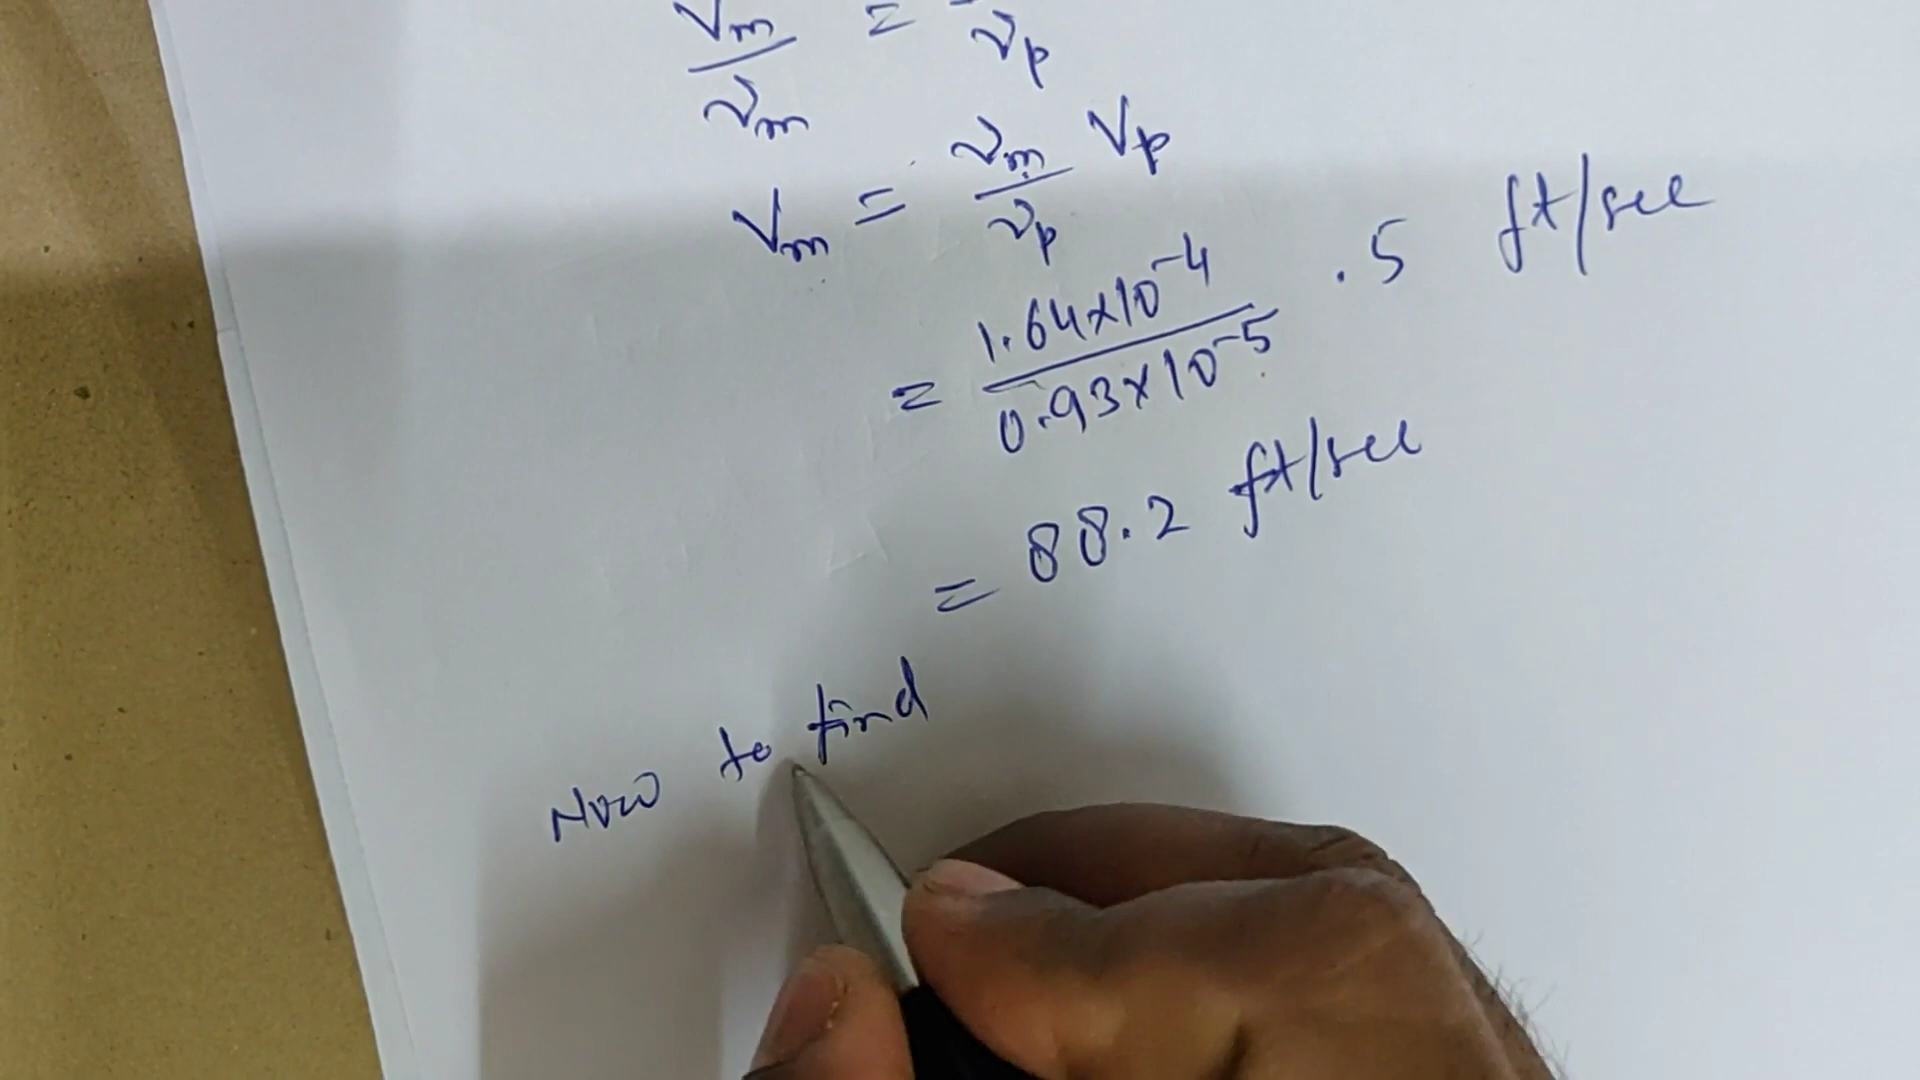 Vm / νm = / νp
Vm = νm / νp Vp
= 1.64×10⁻⁴ / 0.93×10⁻⁵ . 5 ft/sec
= 88.2 ft/sec
Now to find